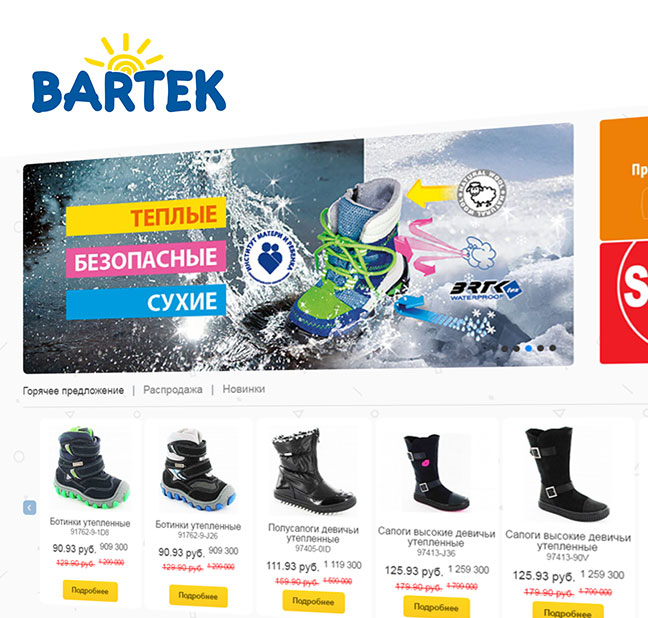 BARTEK
ТЕПЛЫЕ
БЕЗОПАСНЫЕ
СУХИЕ
ИНСТИТУТ МАТЕРИ И РЕБЕНКА
NATURAL WOOL NATURAL WOOL
BRTK tex
WATERPROOF
Пр
S
Горячее предложение | Распродажа | Новинки
Ботинки утепленные
91762-9-1D8
90.93 руб. 909 300
129.90 руб. 1 299 000
Подробнее
Ботинки утепленные
91762-9-J26
90.93 руб. 909 300
129.90 руб. 1 299 000
Подробнее
Полусапоги девичьи
утепленные
97405-0ID
111.93 руб. 1 119 300
159.90 руб. 1 599 000
Подробнее
Сапоги высокие девичьи
утепленные
97413-J36
125.93 руб. 1 259 300
179.90 руб. 1 799 000
Подробнее
Сапоги высокие девичьи
утепленные
97413-90V
125.93 руб. 1 259 300
179.90 руб. 1 799 000
Подробнее